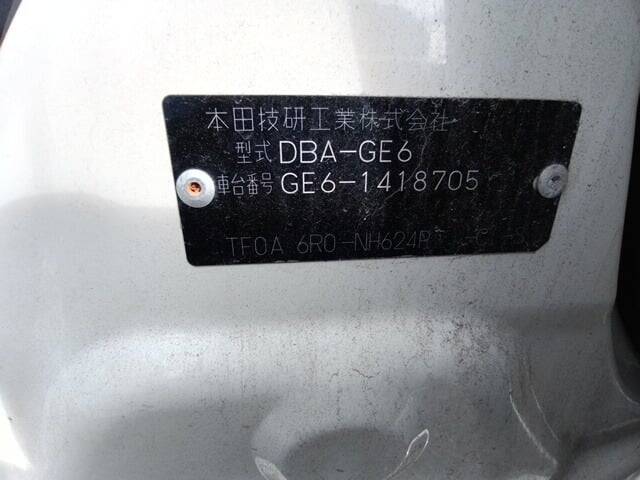 本田技研工業株式会社
型式 DBA-GE6
車台番号 GE6-1418705
TF0A 6R0-NH624P